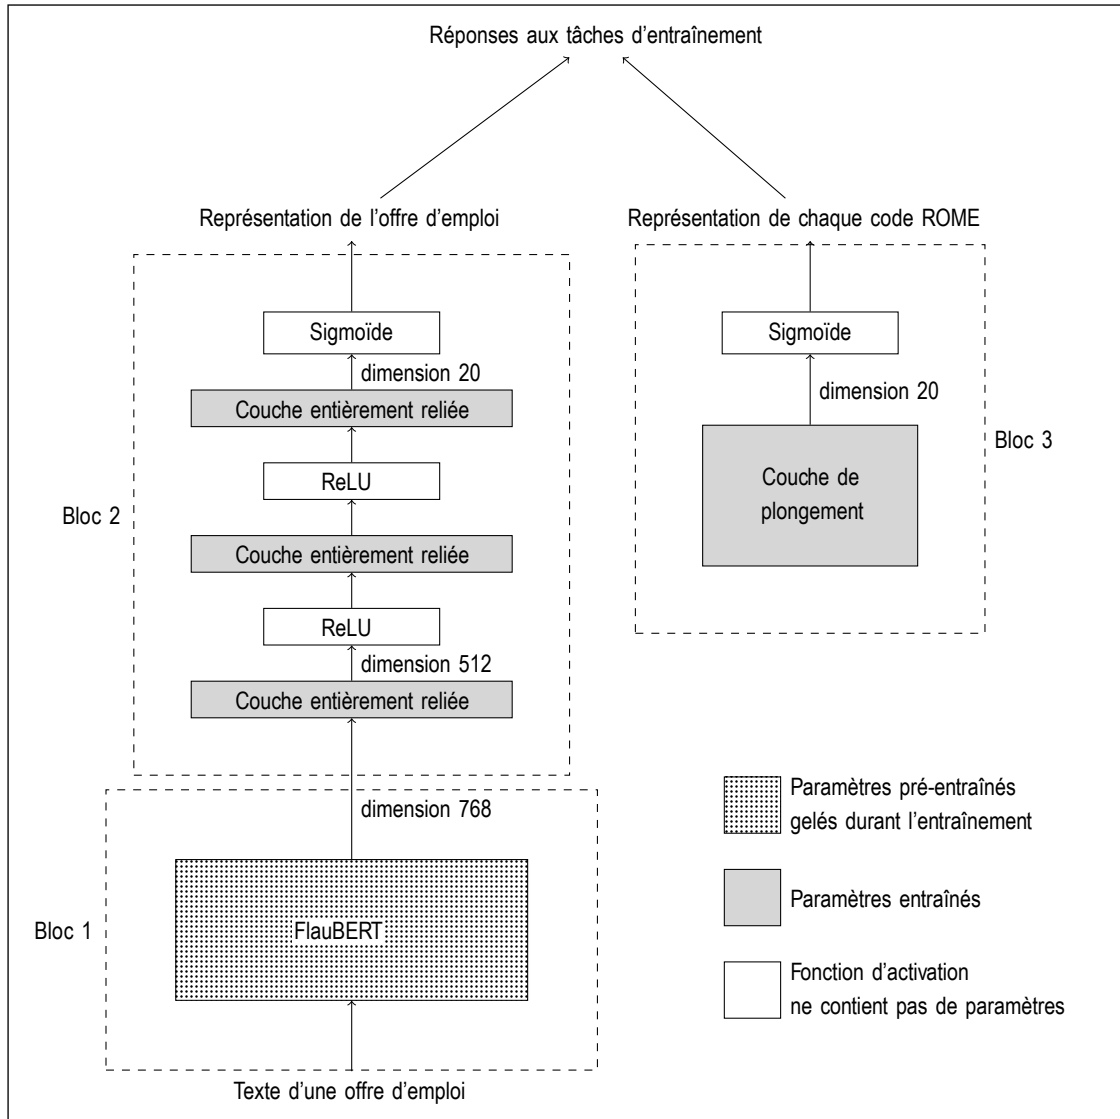 Réponses aux tâches d'entraînement
Représentation de l'offre d'emploi
Représentation de chaque code ROME
Sigmoïde
dimension 20
Couche entièrement reliée
ReLU
Bloc 2
Couche entièrement reliée
ReLU
dimension 512
Couche entièrement reliée
Sigmoïde
dimension 20
Couche de
plongement
Bloc 3
dimension 768
FlauBERT
Bloc 1
Texte d'une offre d'emploi
Paramètres pré-entraînés
gelés durant l'entraînement
Paramètres entraînés
Fonction d'activation
ne contient pas de paramètres